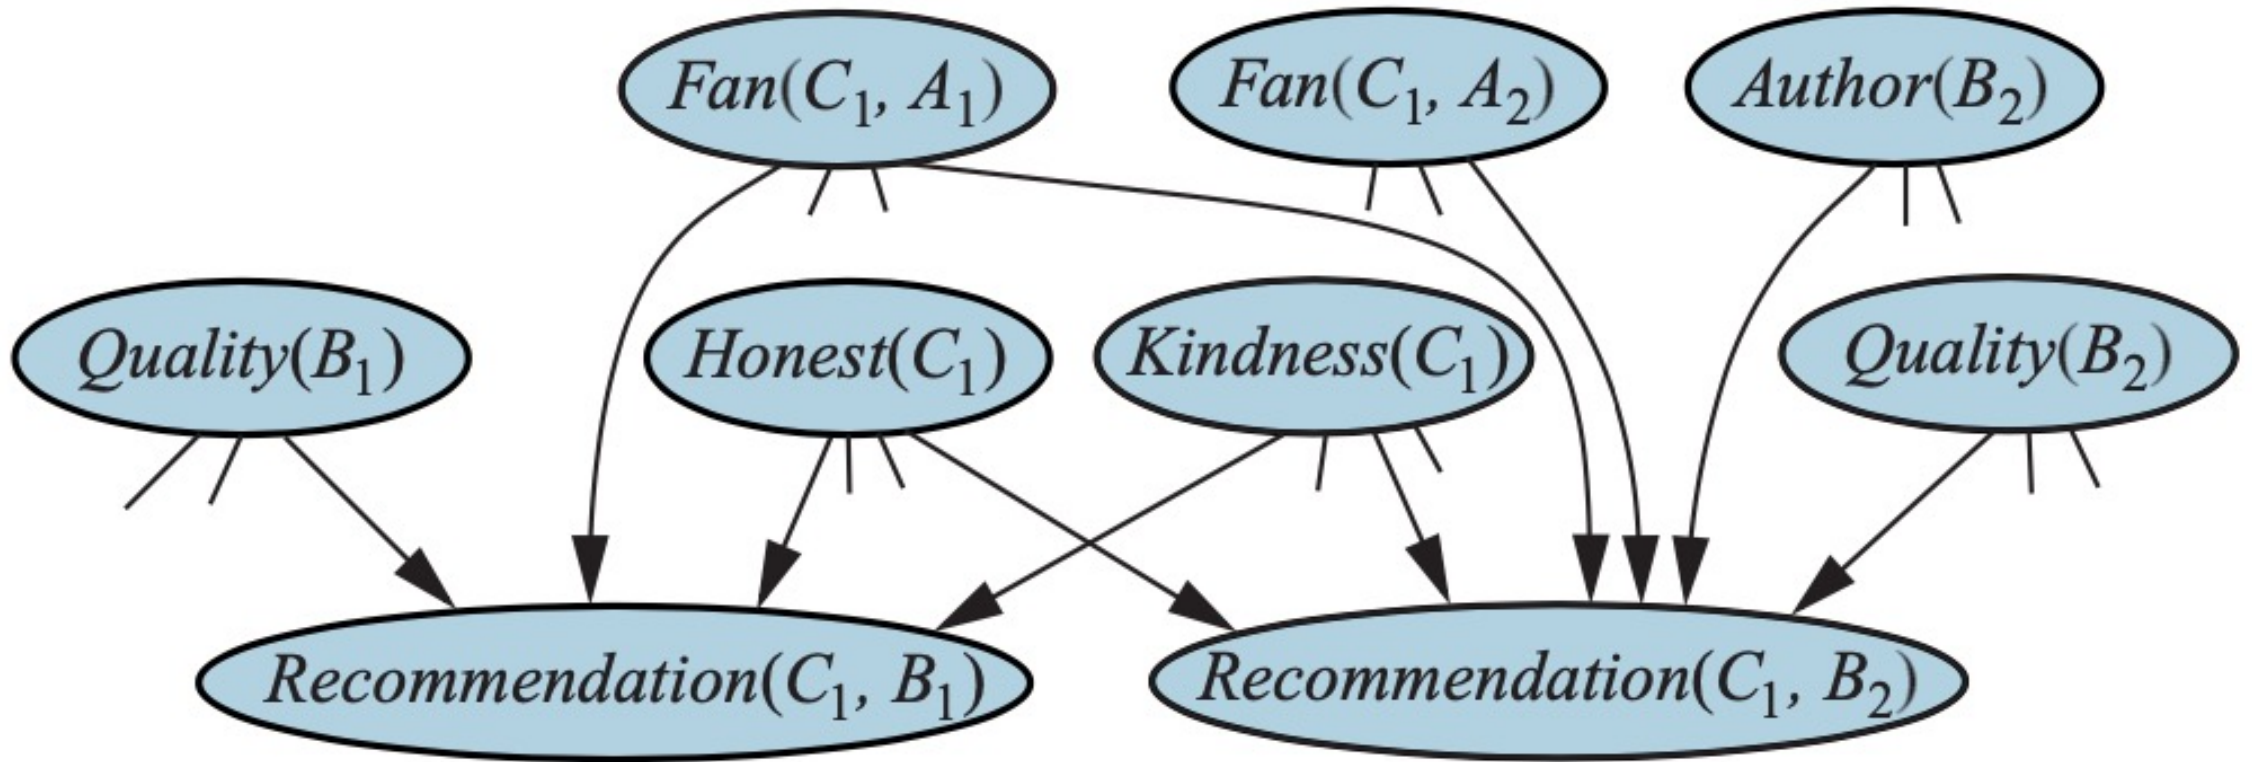 Fan(C₁, A₁)
Fan(C₁, A₂)
Author(B₂)
Quality(B₁)
Honest(C₁)
Kindness(C₁)
Quality(B₂)
Recommendation(C₁, B₁)
Recommendation(C₁, B₂)